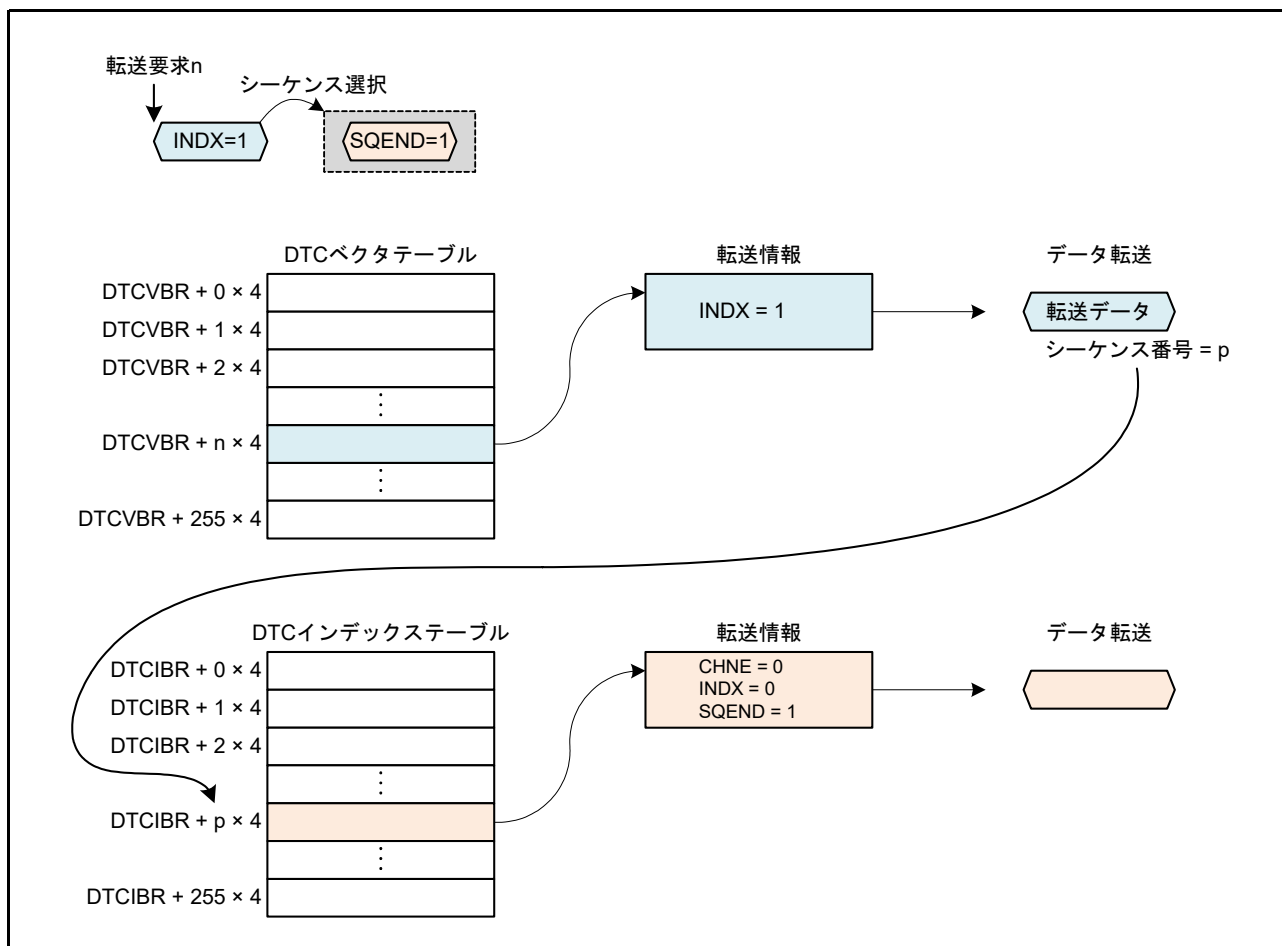 転送要求n
シーケンス選択
INDX=1
SQEND=1
DTCベクタテーブル
転送情報
データ転送
DTCVBR + 0 × 4
DTCVBR + 1 × 4
DTCVBR + 2 × 4
⋮
DTCVBR + n × 4
⋮
DTCVBR + 255 × 4
INDX = 1
転送データ
シーケンス番号 = p
DTCインデックステーブル
転送情報
データ転送
DTCIBR + 0 × 4
DTCIBR + 1 × 4
DTCIBR + 2 × 4
⋮
DTCIBR + p × 4
⋮
DTCIBR + 255 × 4
CHNE = 0
INDX = 0
SQEND = 1